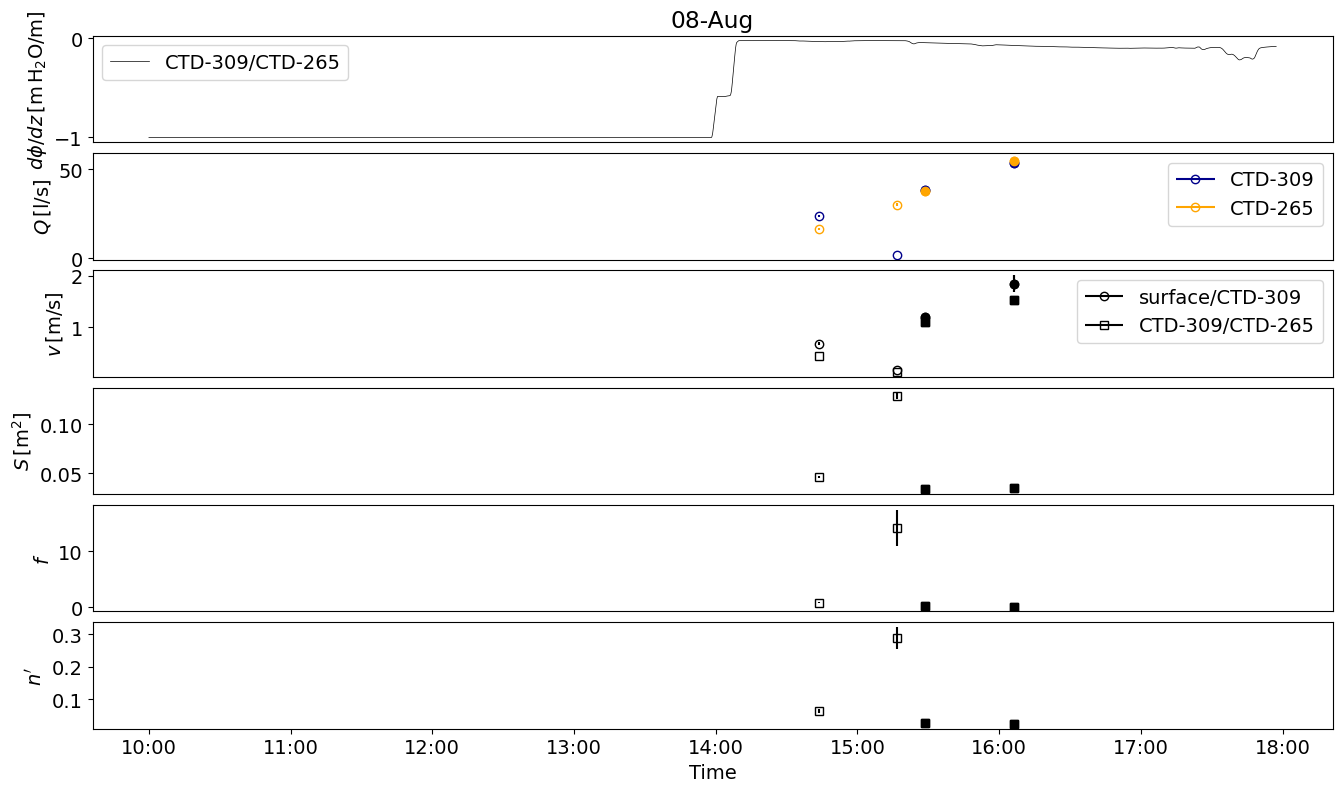 08-Aug
0
−1
dϕ/dz [m H₂O/m]
CTD-309/CTD-265
50
0
Q [l/s]
CTD-309
CTD-265
2
1
v [m/s]
surface/CTD-309
CTD-309/CTD-265
0.10
0.05
S [m²]
10
0
f
0.3
0.2
0.1
n′
10:00 11:00 12:00 13:00 14:00 15:00 16:00 17:00 18:00
Time